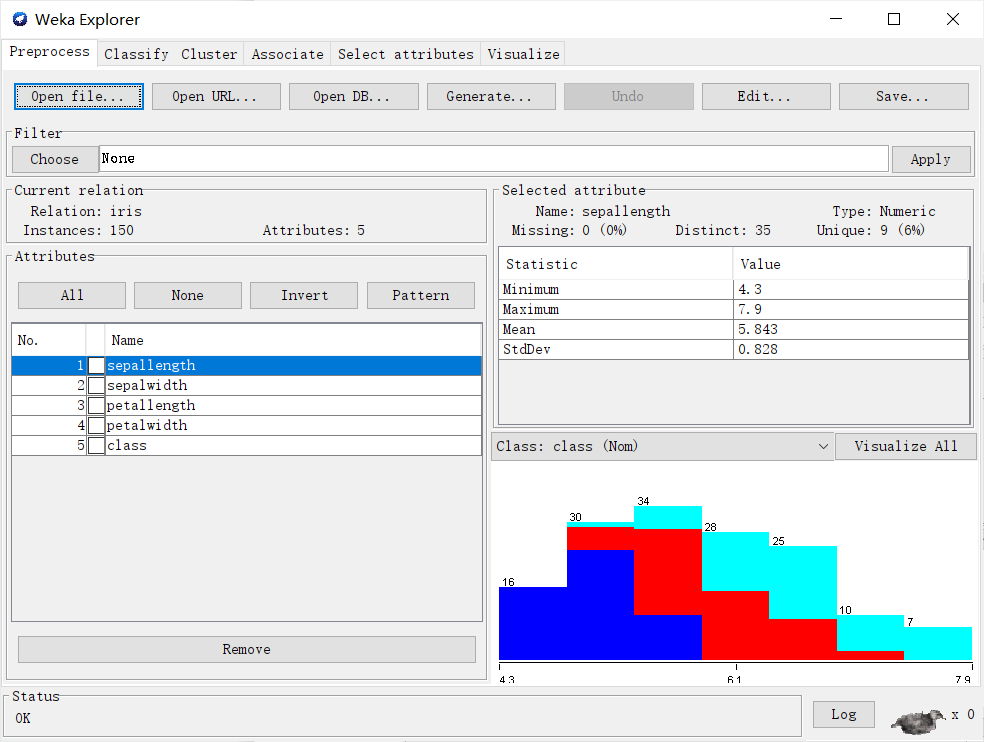 Weka Explorer
Preprocess Classify Cluster Associate Select attributes Visualize
Open file... Open URL... Open DB... Generate... Undo Edit... Save...
Filter
Choose None Apply
Current relation
Relation: iris
Instances: 150 Attributes: 5
Attributes
All None Invert Pattern
No. Name
1 sepallength
2 sepalwidth
3 petallength
4 petalwidth
5 class
Remove
Selected attribute
Name: sepallength Type: Numeric
Missing: 0 (0%) Distinct: 35 Unique: 9 (6%)
Statistic Value
Minimum 4.3
Maximum 7.9
Mean 5.843
StdDev 0.828
Class: class (Nom) Visualize All
16 30 34 28 25 10 7
4.3 6.1 7.9
Status
OK
Log x 0